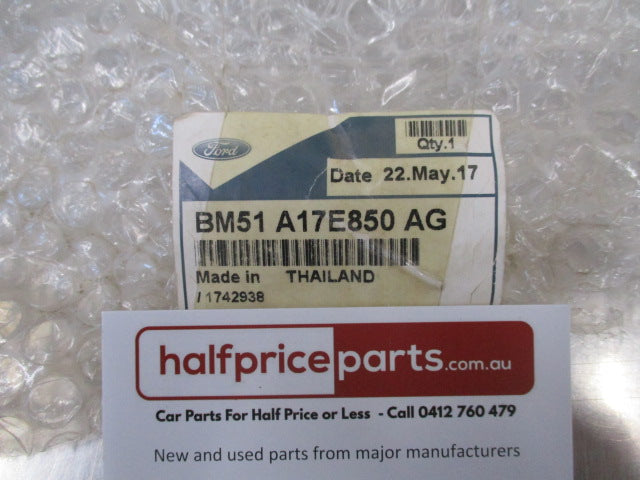 Ford
Qty.1
Date 22.May.17
BM51 A17E850 AG
Made in THAILAND
/ 1742938
halfpriceparts.com.au
Car Parts For Half Price or Less - Call 0412 760 479
New and used parts from major manufacturers